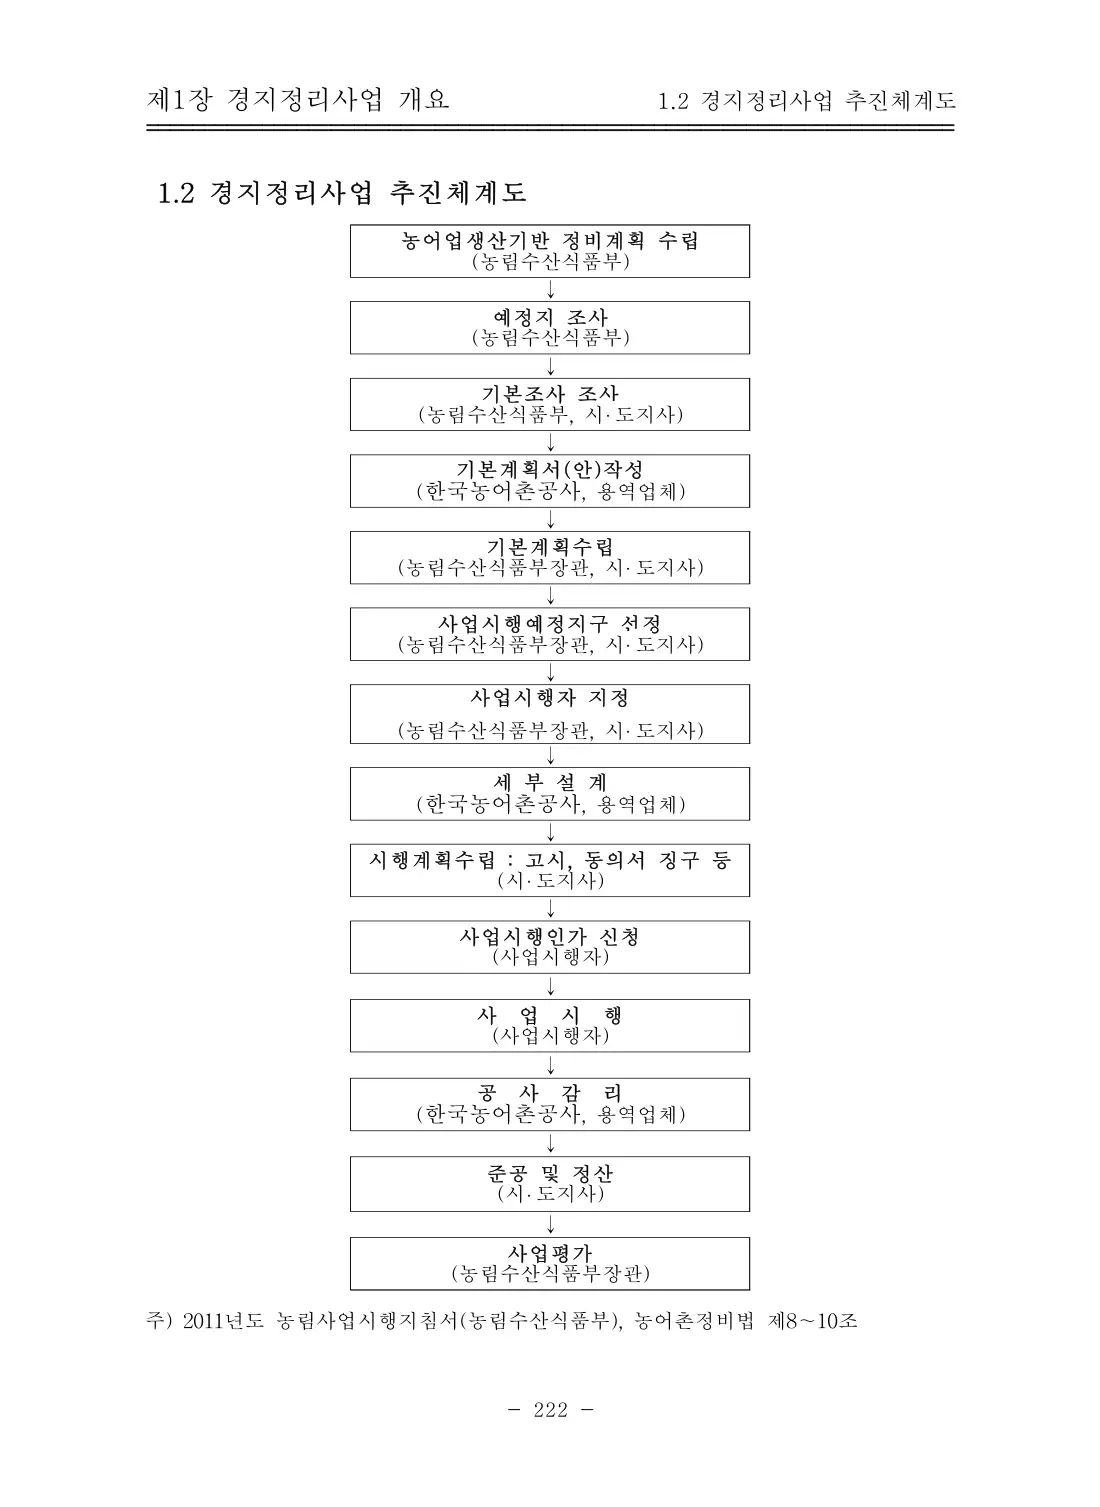 제1장 경지정리사업 개요 1.2 경지정리사업 추진체계도
1.2 경지정리사업 추진체계도
농어업생산기반 정비계획 수립
(농림수산식품부)
↓
예정지 조사
(농림수산식품부)
↓
기본조사 조사
(농림수산식품부, 시·도지사)
↓
기본계획서(안)작성
(한국농어촌공사, 용역업체)
↓
기본계획수립
(농림수산식품부장관, 시·도지사)
↓
사업시행예정지구 선정
(농림수산식품부장관, 시·도지사)
↓
사업시행자 지정
(농림수산식품부장관, 시·도지사)
↓
세 부 설 계
(한국농어촌공사, 용역업체)
↓
시행계획수립 : 고시, 동의서 징구 등
(시·도지사)
↓
사업시행인가 신청
(사업시행자)
↓
사 업 시 행
(사업시행자)
↓
공 사 감 리
(한국농어촌공사, 용역업체)
↓
준공 및 정산
(시·도지사)
↓
사업평가
(농림수산식품부장관)
주) 2011년도 농림사업시행지침서(농림수산식품부), 농어촌정비법 제8~10조
- 222 -